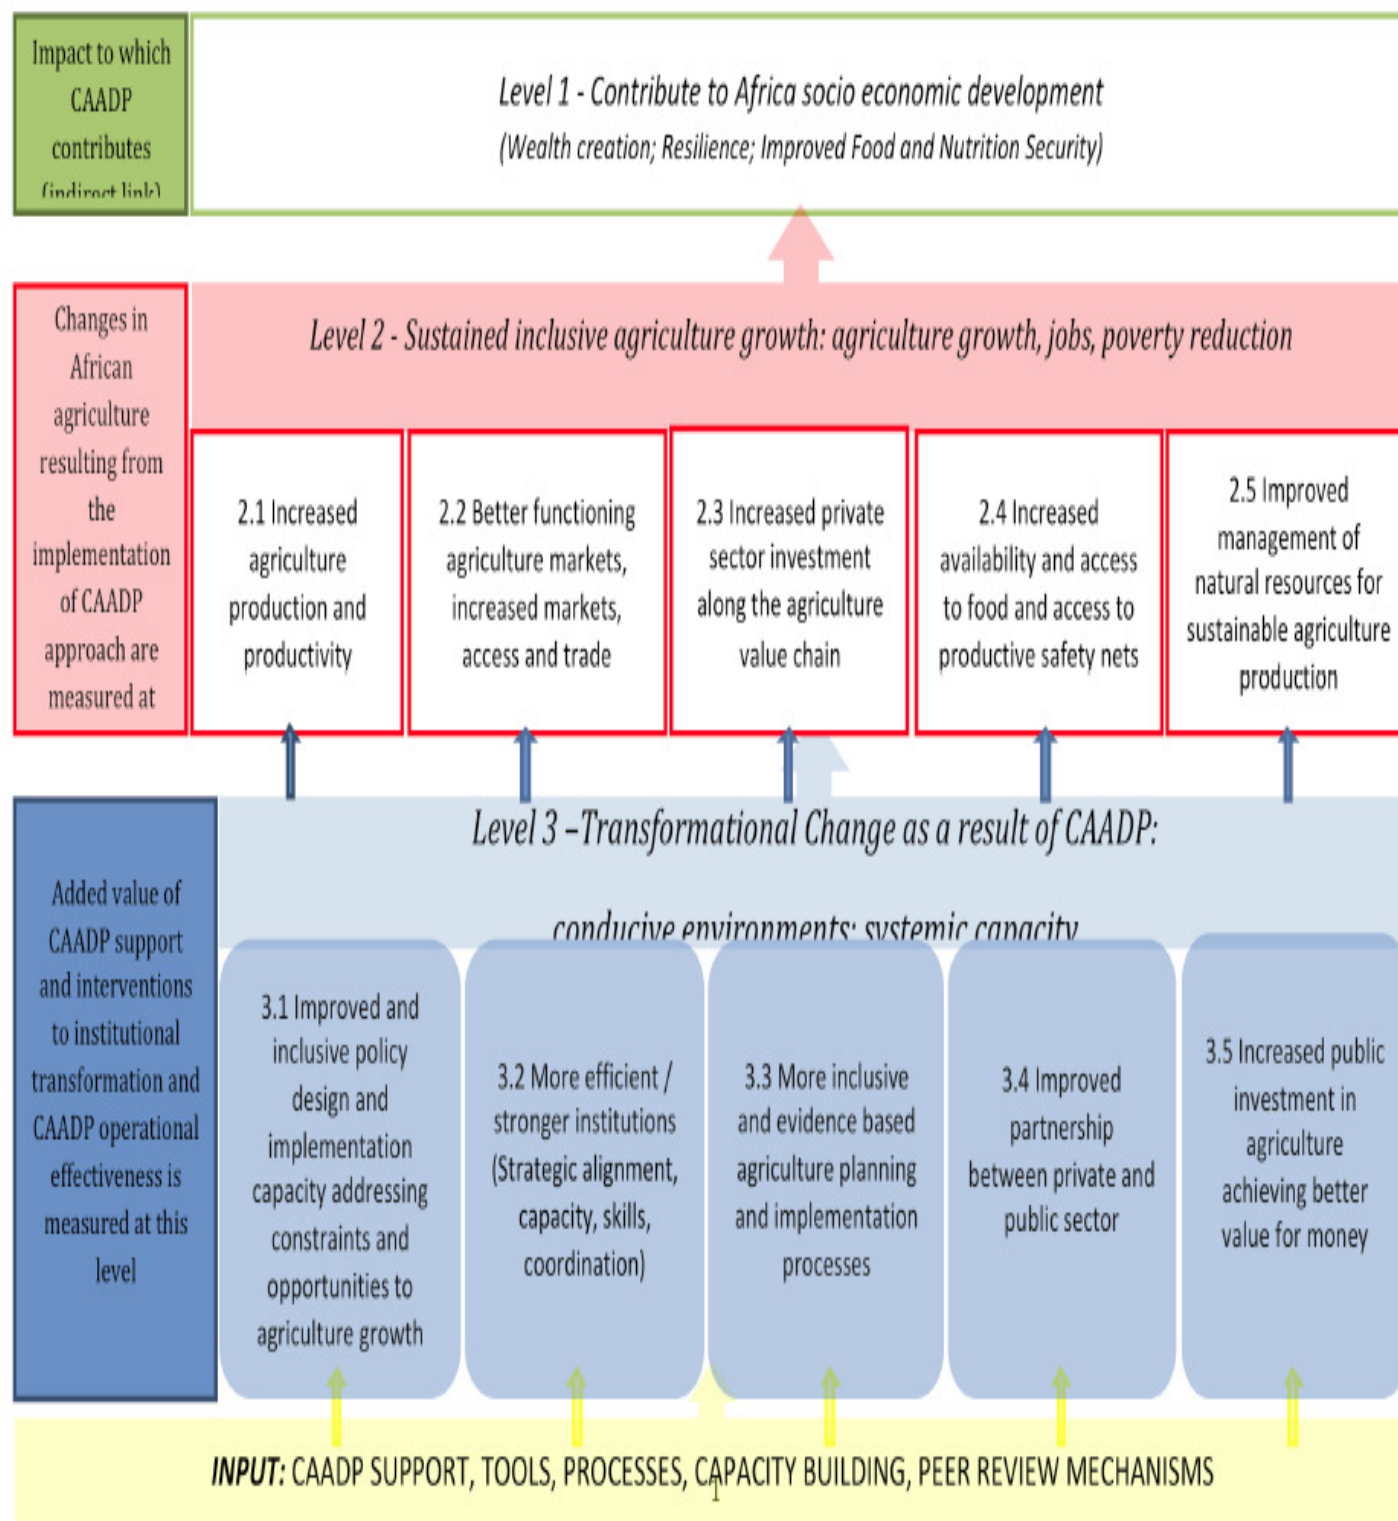 Impact to which
CAADP
contributes
(indirect link)
Level 1 - Contribute to Africa socio economic development
(Wealth creation; Resilience; Improved Food and Nutrition Security)
Changes in
African
agriculture
resulting from
the
implementation
of CAADP
approach are
measured at
Level 2 - Sustained inclusive agriculture growth: agriculture growth, jobs, poverty reduction
2.1 Increased
agriculture
production and
productivity
2.2 Better functioning
agriculture markets,
increased markets,
access and trade
2.3 Increased private
sector investment
along the agriculture
value chain
2.4 Increased
availability and access
to food and access to
productive safety nets
2.5 Improved
management of
natural resources for
sustainable agriculture
production
Added value of
CAADP support
and interventions
to institutional
transformation and
CAADP operational
effectiveness is
measured at this
level
Level 3 –Transformational Change as a result of CAADP:
conducive environments; systemic capacity
3.1 Improved and
inclusive policy
design and
implementation
capacity addressing
constraints and
opportunities to
agriculture growth
3.2 More efficient /
stronger institutions
(Strategic alignment,
capacity, skills,
coordination)
3.3 More inclusive
and evidence based
agriculture planning
and implementation
processes
3.4 Improved
partnership
between private and
public sector
3.5 Increased public
investment in
agriculture
achieving better
value for money
INPUT: CAADP SUPPORT, TOOLS, PROCESSES, CAPACITY BUILDING, PEER REVIEW MECHANISMS
1